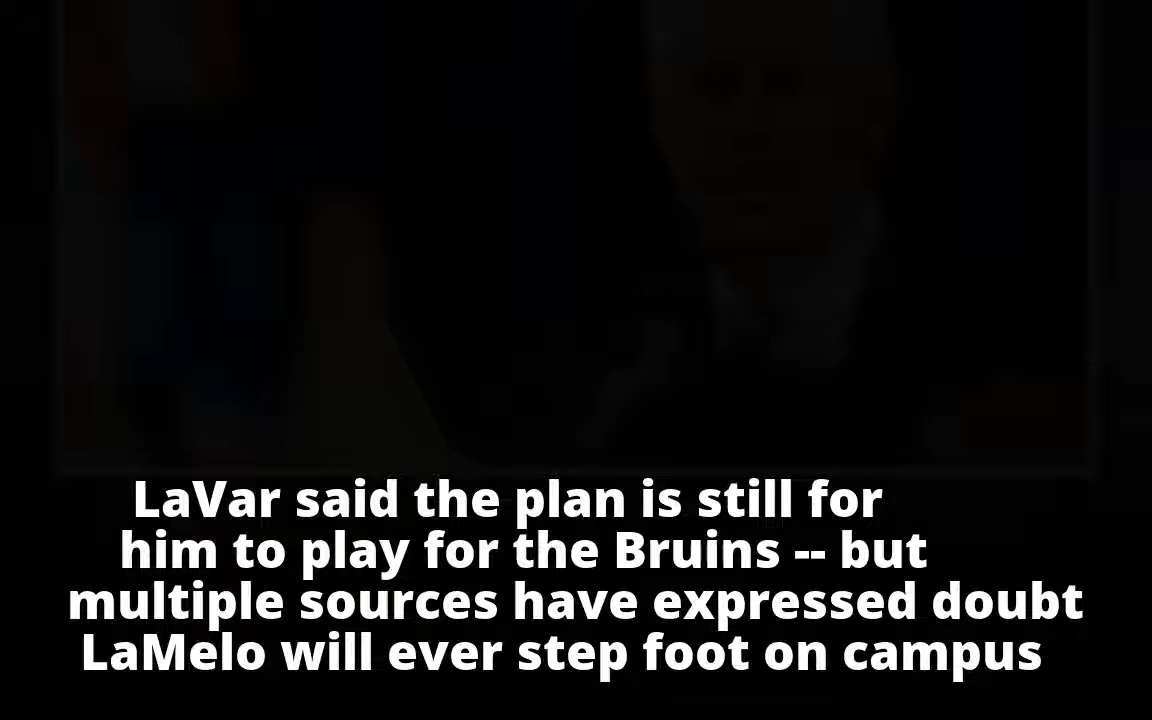 LaVar said the plan is still for
him to play for the Bruins -- but
multiple sources have expressed doubt
LaMelo will ever step foot on campus